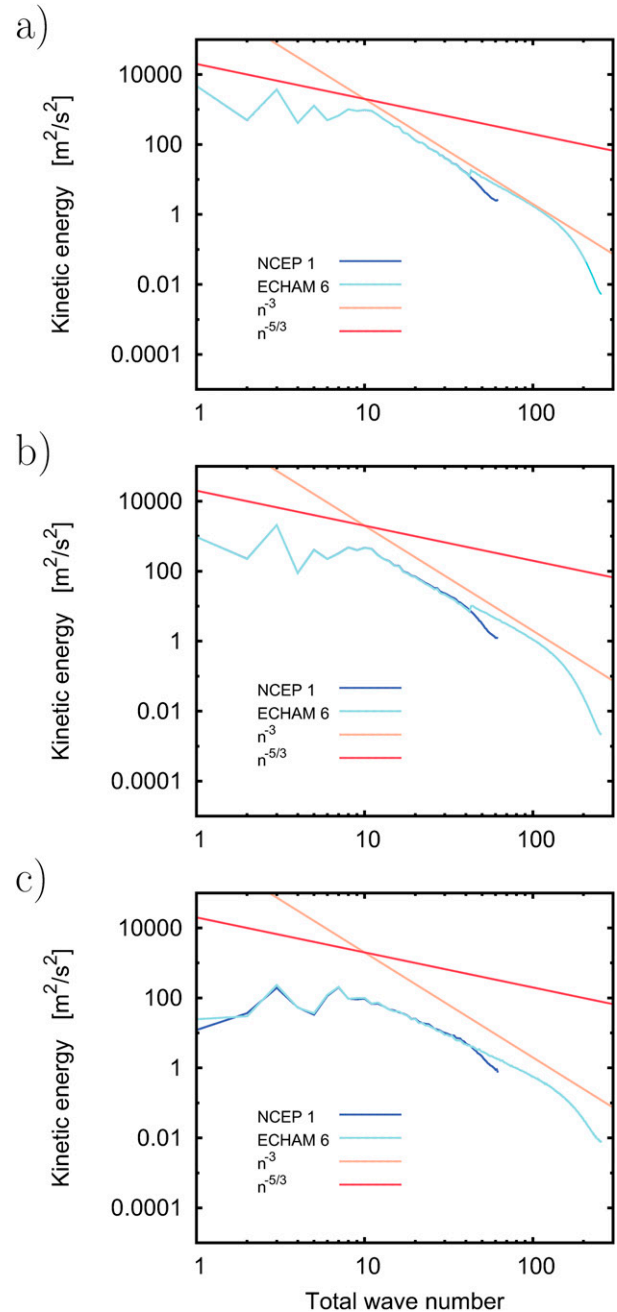 a)
Kinetic energy [m²/s²]
10000
100
1
0.01
0.0001
NCEP 1
ECHAM 6
n⁻³
n⁻⁵/³
1 10 100
b)
Kinetic energy [m²/s²]
10000
100
1
0.01
0.0001
NCEP 1
ECHAM 6
n⁻³
n⁻⁵/³
1 10 100
c)
Kinetic energy [m²/s²]
10000
100
1
0.01
0.0001
NCEP 1
ECHAM 6
n⁻³
n⁻⁵/³
1 10 100
Total wave number